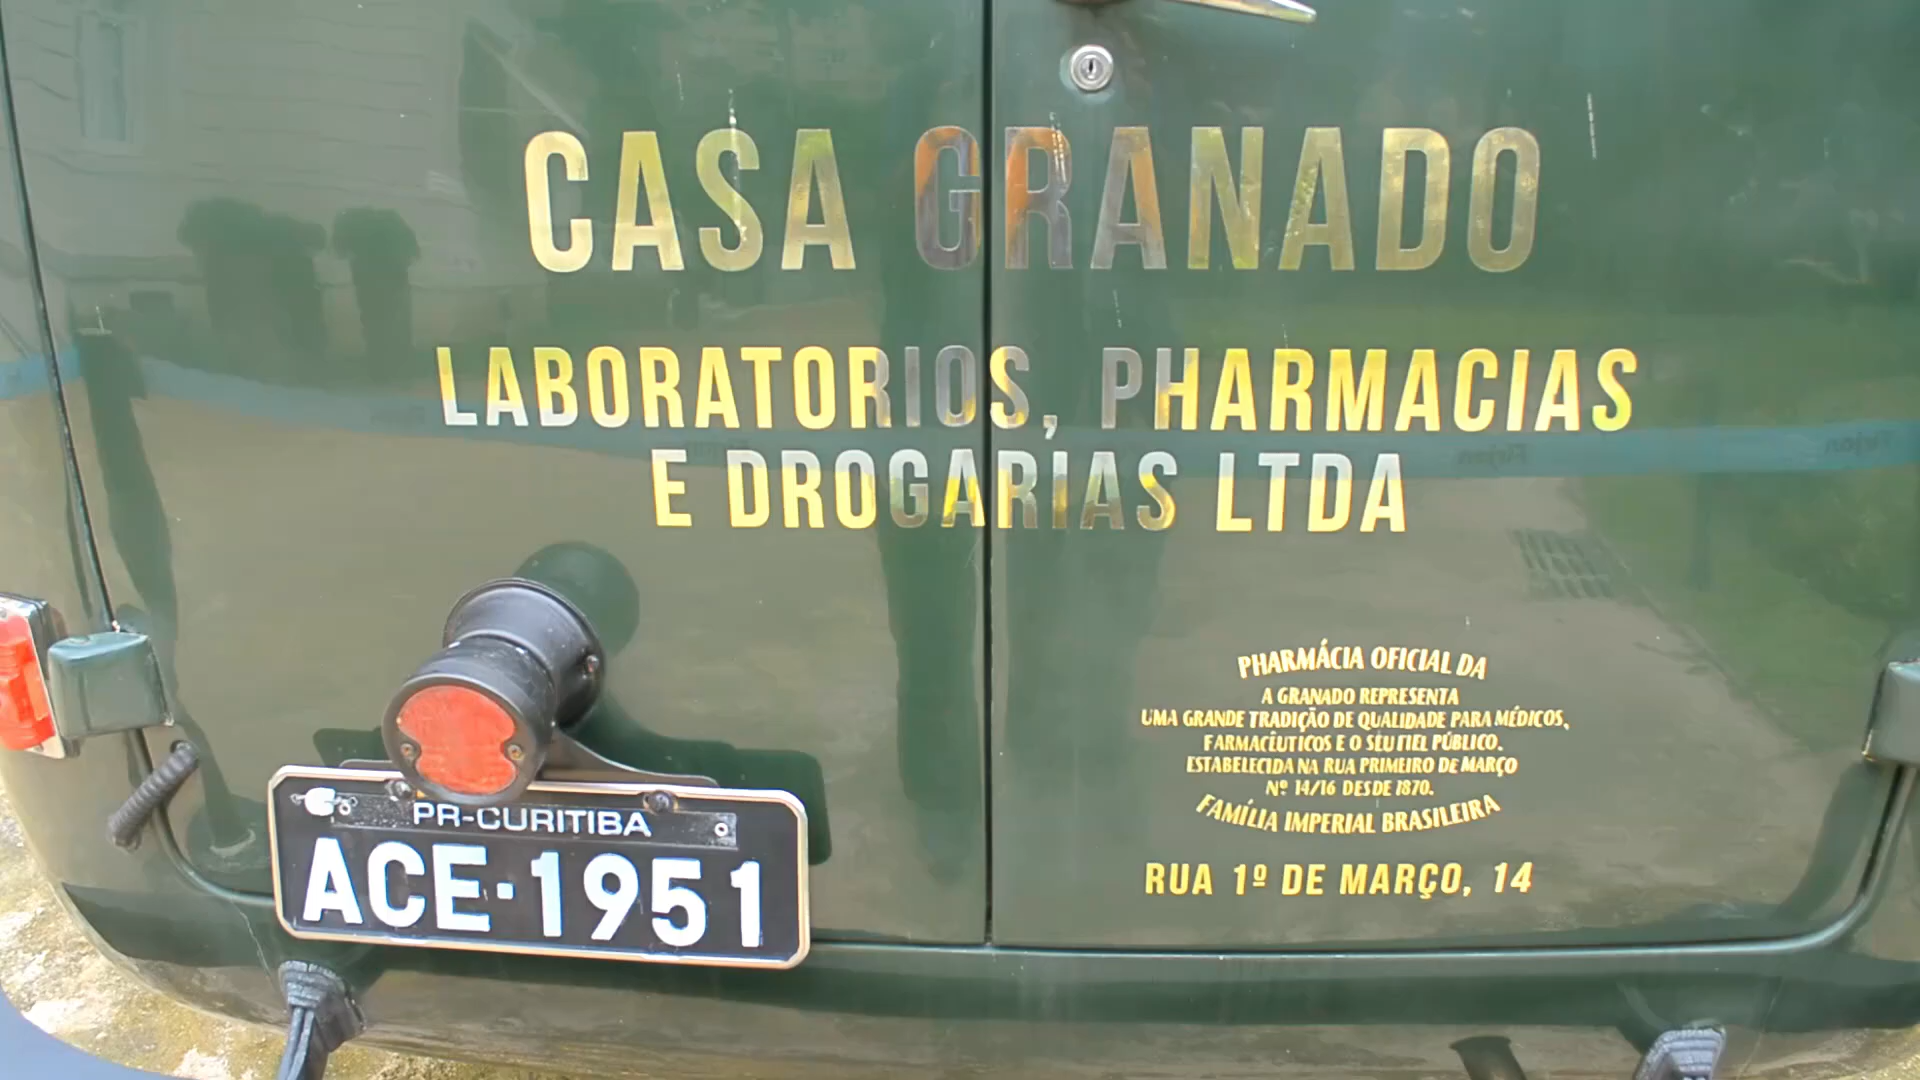 CASA GRANADO
LABORATORIOS, PHARMACIAS
E DROGARIAS LTDA
PHARMÁCIA OFICIAL DA
A GRANADO REPRESENTA
UMA GRANDE TRADIÇÃO DE QUALIDADE PARA MÉDICOS,
FARMACÊUTICOS E O SEU FIEL PÚBLICO.
ESTABELECIDA NA RUA PRIMEIRO DE MARÇO
Nº 14/16 DESDE 1870.
FAMÍLIA IMPERIAL BRASILEIRA
RUA 1º DE MARÇO, 14
PR-CURITIBA
ACE·1951